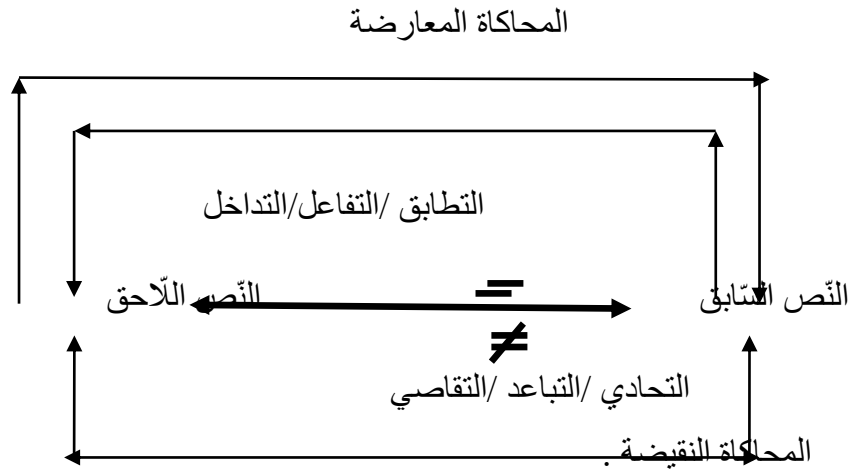 المحاكاة المعارضة
التطابق /التفاعل/التداخل
النّص السّابق
=
النّص اللّاحق
≠
التحادي /التباعد /التقاصي
المحاكاة النقيضة .